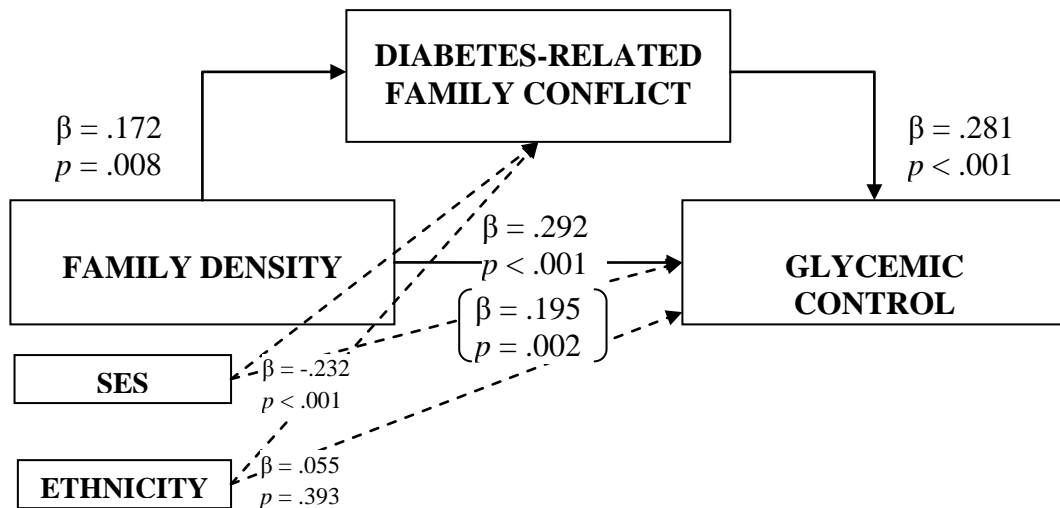 DIABETES-RELATED
FAMILY CONFLICT
β = .172
p = .008
β = .281
p < .001
FAMILY DENSITY
β = .292
p < .001
GLYCEMIC
CONTROL
β = .195
p = .002
SES
β = -.232
p < .001
ETHNICITY
β = .055
p = .393